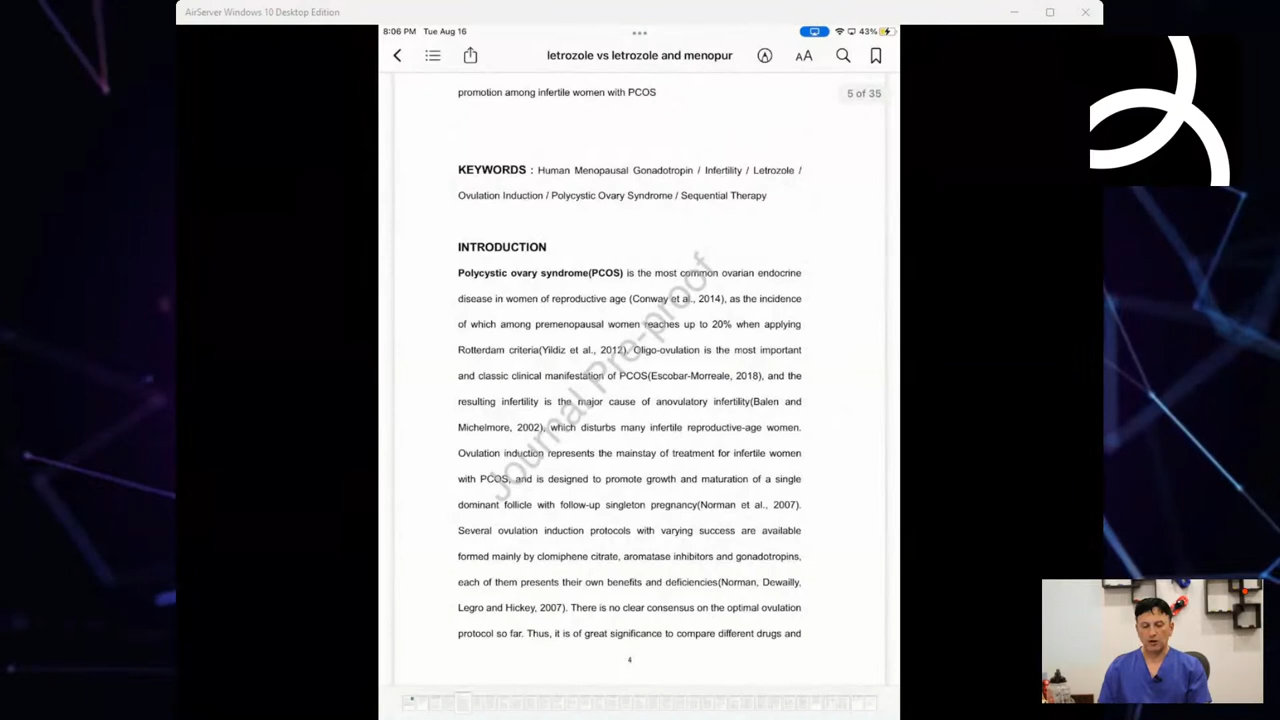 AirServer Windows 10 Desktop Edition
8:06 PM Tue Aug 16
43%
letrozole vs letrozole and menopur
AA
promotion among infertile women with PCOS
5 of 35
KEYWORDS : Human Menopausal Gonadotropin / Infertility / Letrozole /
Ovulation Induction / Polycystic Ovary Syndrome / Sequential Therapy
INTRODUCTION
Polycystic ovary syndrome(PCOS) is the most common ovarian endocrine
disease in women of reproductive age (Conway et al., 2014), as the incidence
of which among premenopausal women reaches up to 20% when applying
Rotterdam criteria(Yildiz et al., 2012). Oligo-ovulation is the most important
and classic clinical manifestation of PCOS(Escobar-Morreale, 2018), and the
resulting infertility is the major cause of anovulatory infertility(Balen and
Michelmore, 2002), which disturbs many infertile reproductive-age women.
Ovulation induction represents the mainstay of treatment for infertile women
with PCOS, and is designed to promote growth and maturation of a single
dominant follicle with follow-up singleton pregnancy(Norman et al., 2007).
Several ovulation induction protocols with varying success are available
formed mainly by clomiphene citrate, aromatase inhibitors and gonadotropins,
each of them presents their own benefits and deficiencies(Norman, Dewailly,
Legro and Hickey, 2007). There is no clear consensus on the optimal ovulation
protocol so far. Thus, it is of great significance to compare different drugs and
4
Journal Pre-proof